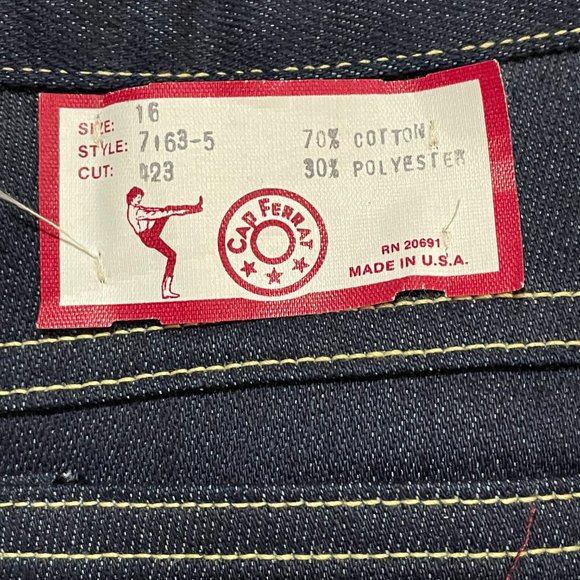 SIZE: 16
STYLE: 7163-5 70% COTTON
CUT: 423 30% POLYESTER
CAP FERRAT
RN 20691
MADE IN U.S.A.